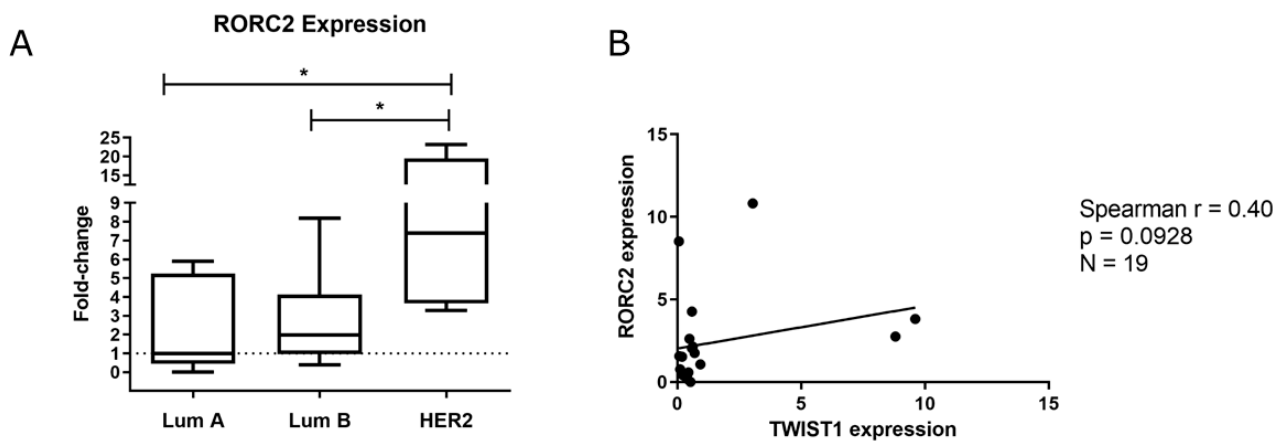 A
RORC2 Expression
*
*
Fold-change
25
20
15
9
8
7
6
5
4
3
2
1
0
Lum A
Lum B
HER2
B
RORC2 expression
15
10
5
0
0
5
10
15
TWIST1 expression
Spearman r = 0.40
p = 0.0928
N = 19